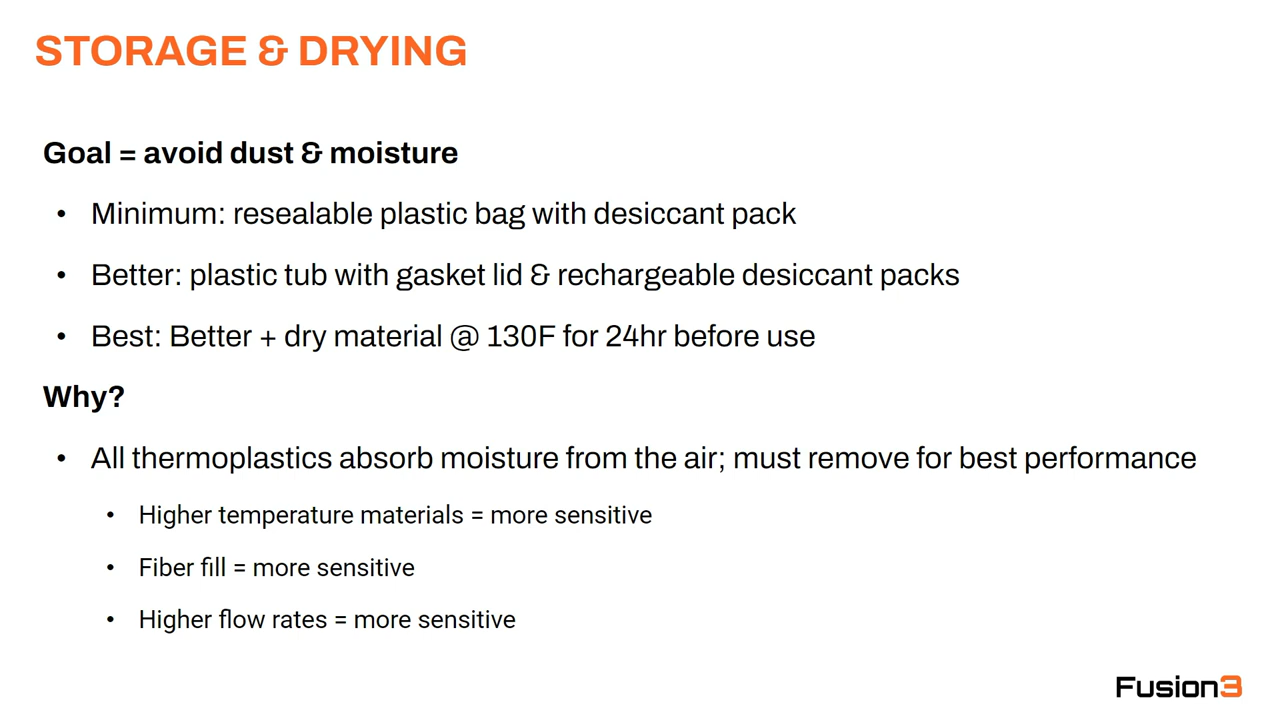 STORAGE & DRYING
Goal = avoid dust & moisture
• Minimum: resealable plastic bag with desiccant pack
• Better: plastic tub with gasket lid & rechargeable desiccant packs
• Best: Better + dry material @ 130F for 24hr before use
Why?
• All thermoplastics absorb moisture from the air; must remove for best performance
• Higher temperature materials = more sensitive
• Fiber fill = more sensitive
• Higher flow rates = more sensitive
Fusion3